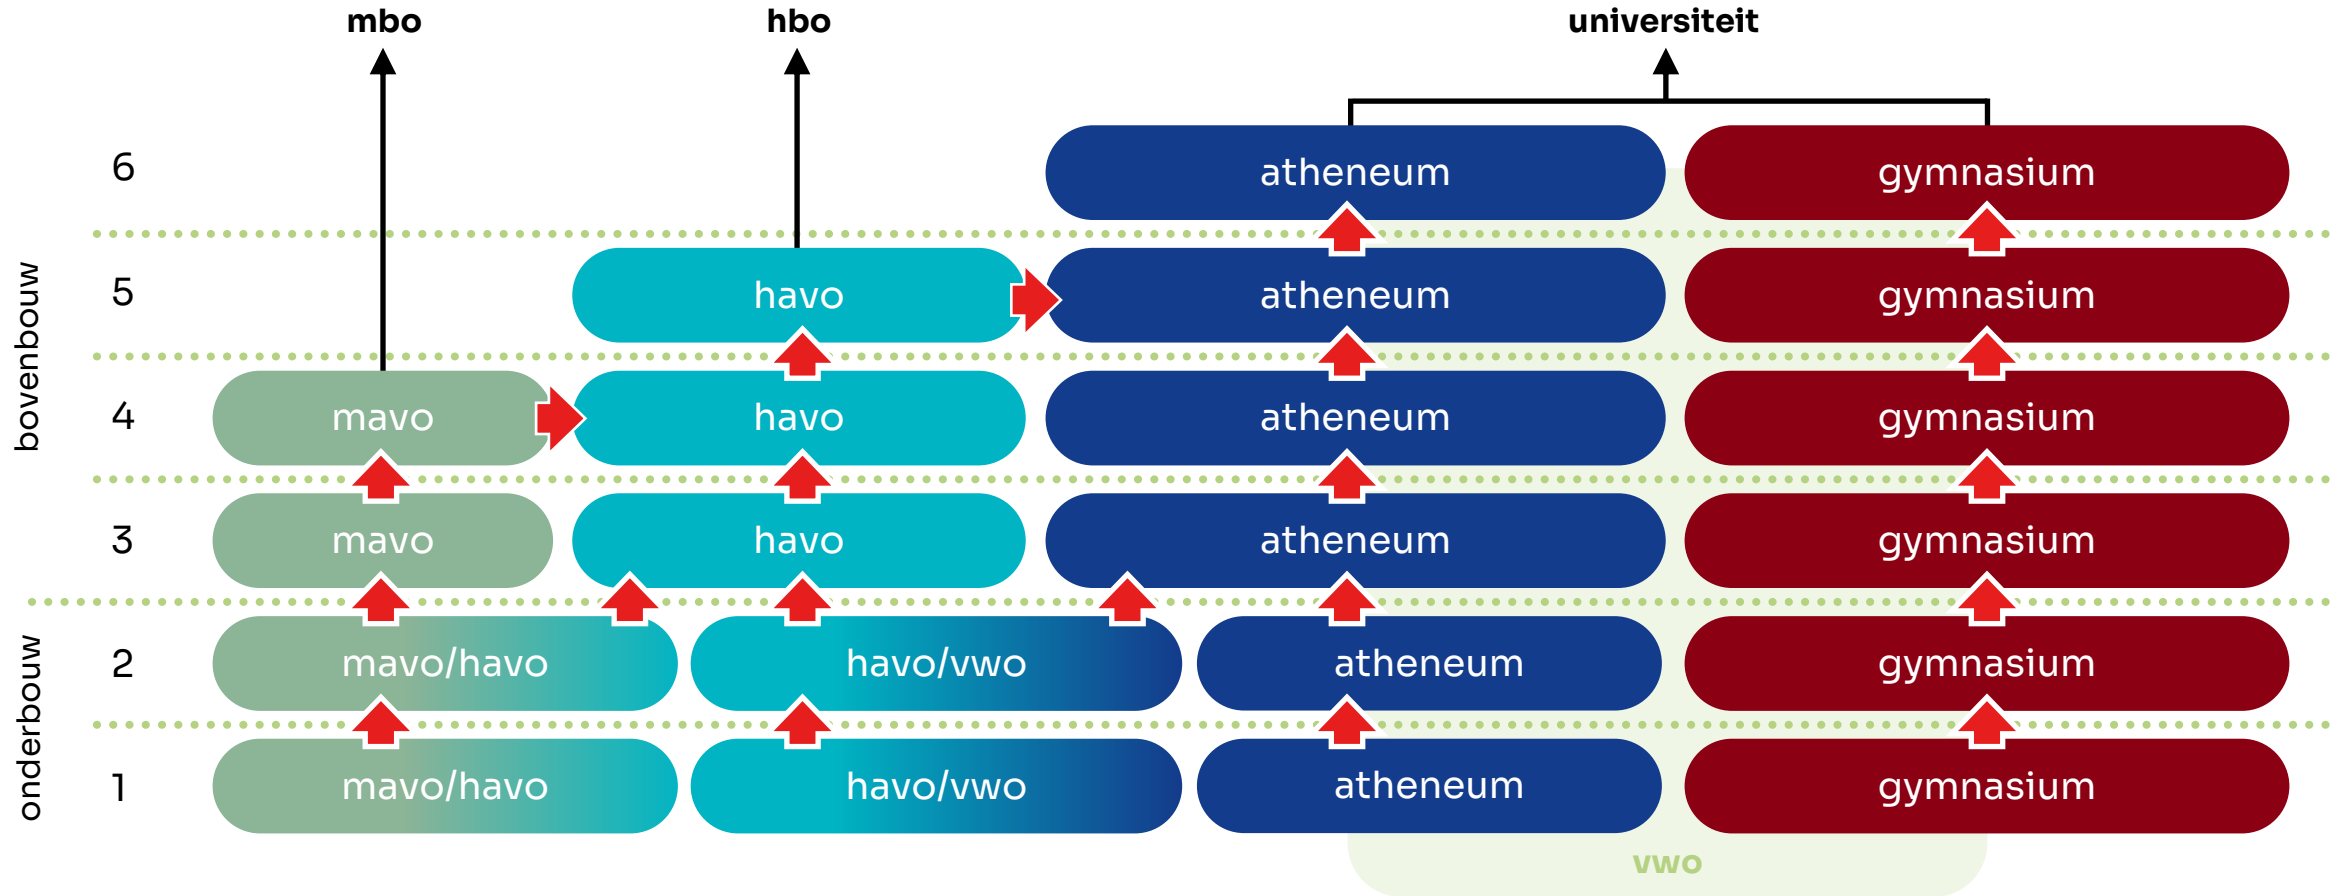 mbo hbo universiteit
6 atheneum gymnasium
bovenbouw
5 havo atheneum gymnasium
4 mavo havo atheneum gymnasium
3 mavo havo atheneum gymnasium
onderbouw
2 mavo/havo havo/vwo atheneum gymnasium
1 mavo/havo havo/vwo atheneum gymnasium
vwo